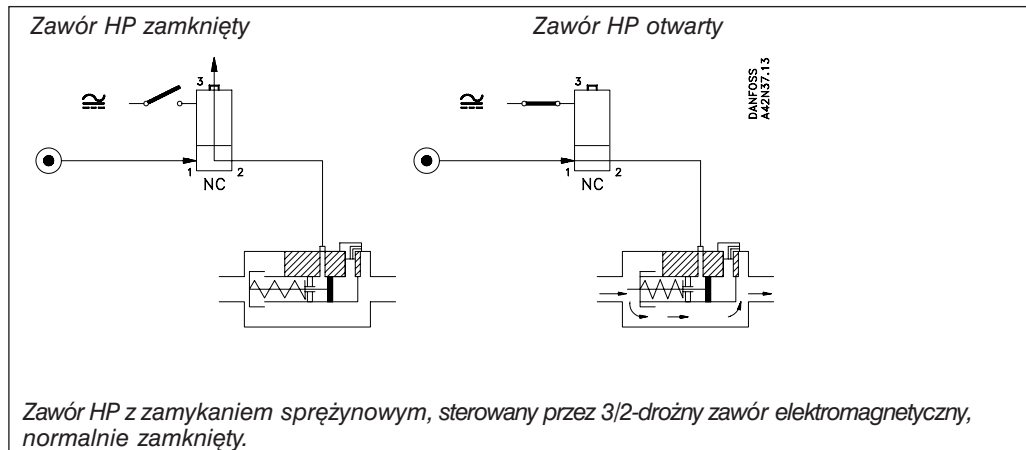 Zawór HP zamknięty
Zawór HP otwarty
DANFOSS
A42N37.13
3
1
2
NC
3
1
2
NC
Zawór HP z zamykaniem sprężynowym, sterowany przez 3/2-drożny zawór elektromagnetyczny,
normalnie zamknięty.